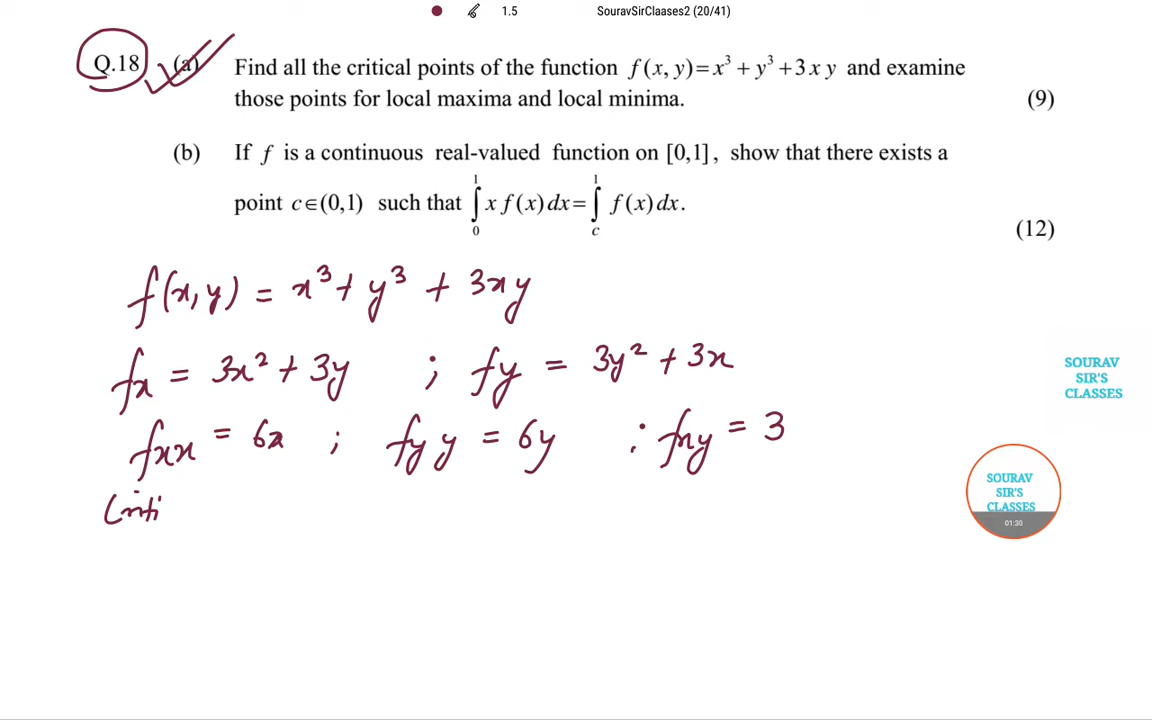 1.5 SouravSirClaases2 (20/41)
Q.18 (a) Find all the critical points of the function f(x, y)=x³ + y³ +3x y and examine
those points for local maxima and local minima. (9)
(b) If f is a continuous real-valued function on [0,1], show that there exists a
point c∈(0,1) such that ∫₀¹ x f(x)dx=∫c¹ f(x)dx.
(12)
f(x,y) = x³ + y³ + 3xy
fx = 3x² + 3y ; fy = 3y² + 3x
fxx = 6x ; fyy = 6y ; fxy = 3
Criti
SOURAV
SIR'S
CLASSES
SOURAV
SIR'S
CLASSES
01:30